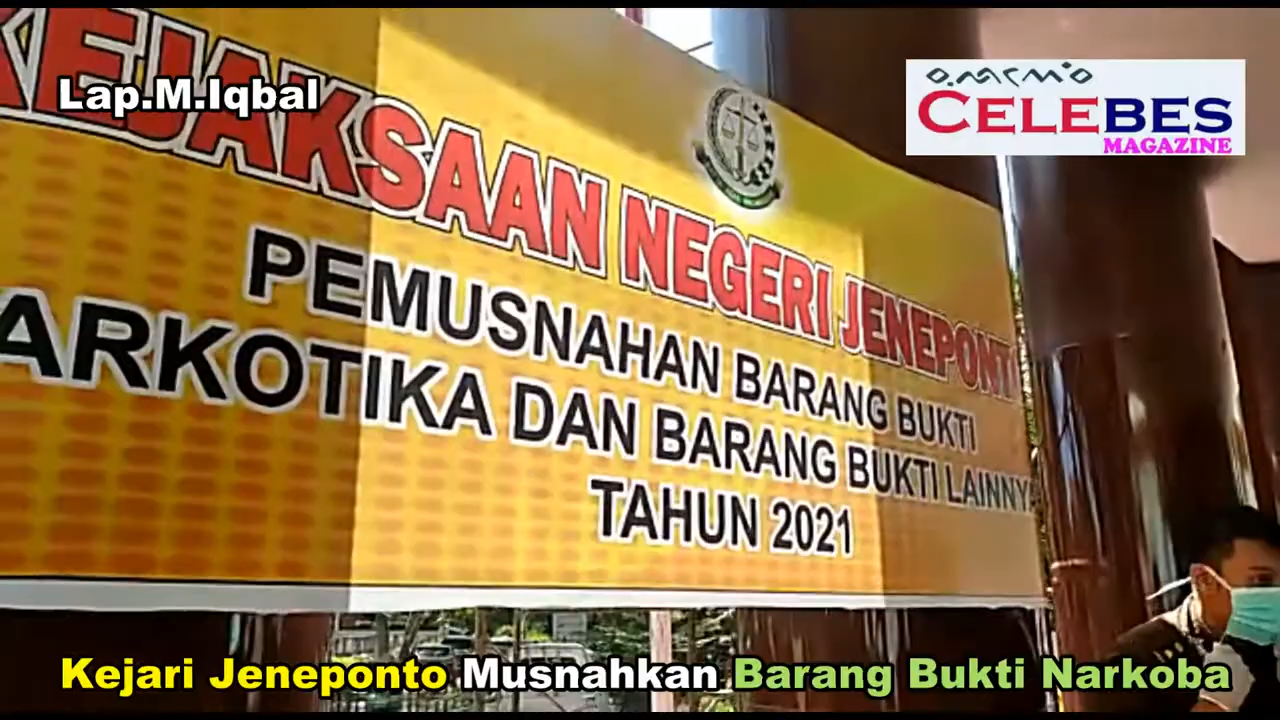 Lap.M.Iqbal
CELEBES
MAGAZINE
KEJAKSAAN NEGERI JENEPONTO
PEMUSNAHAN BARANG BUKTI
NARKOTIKA DAN BARANG BUKTI LAINNYA
TAHUN 2021
Kejari Jeneponto Musnahkan Barang Bukti Narkoba